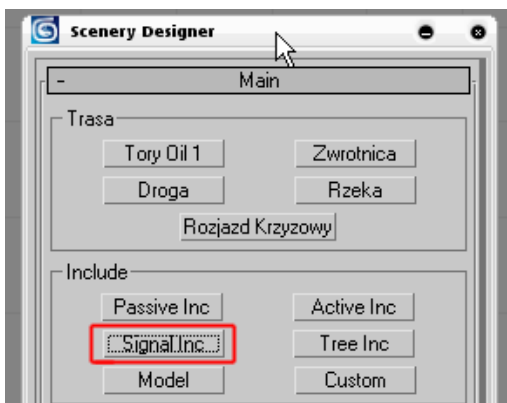 Scenery Designer
- Main
Trasa
Tory Oil 1 Zwrotnica
Droga Rzeka
Rozjazd Krzyzowy
Include
Passive Inc Active Inc
Signal Inc Tree Inc
Model Custom